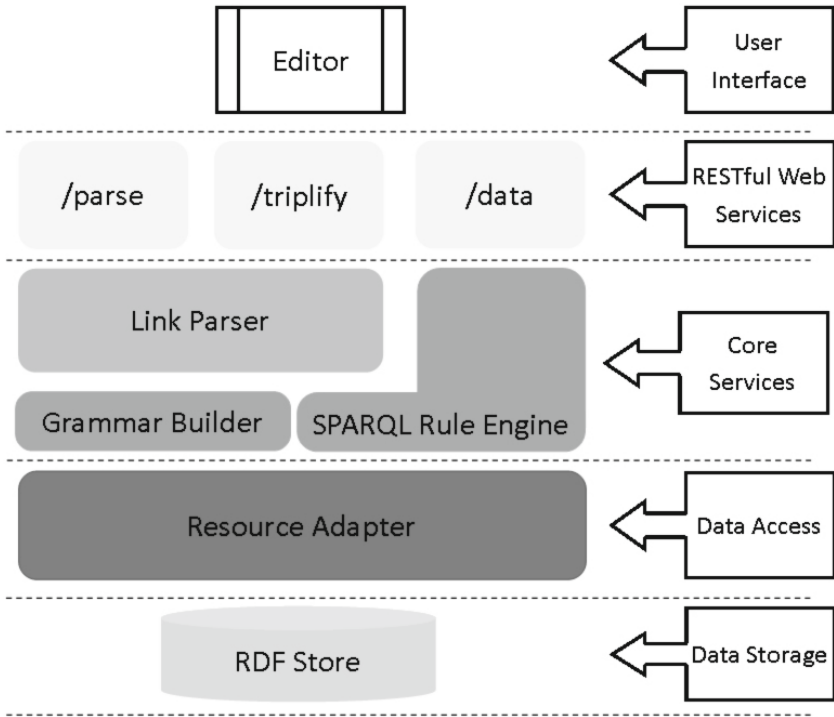 Editor
User
Interface
/parse
/triplify
/data
RESTful Web
Services
Link Parser
Core
Services
Grammar Builder
SPARQL Rule Engine
Resource Adapter
Data Access
RDF Store
Data Storage